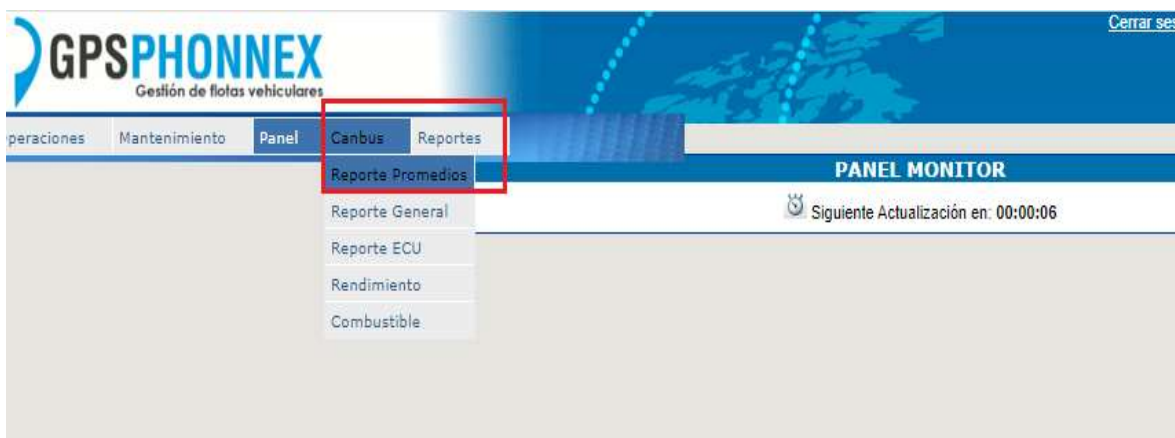 Cerrar ses
GPSPHONNEX
Gestión de flotas vehiculares
peraciones Mantenimiento Panel Canbus Reportes
Reporte Promedios
PANEL MONITOR
Reporte General
Siguiente Actualización en: 00:00:06
Reporte ECU
Rendimiento
Combustible